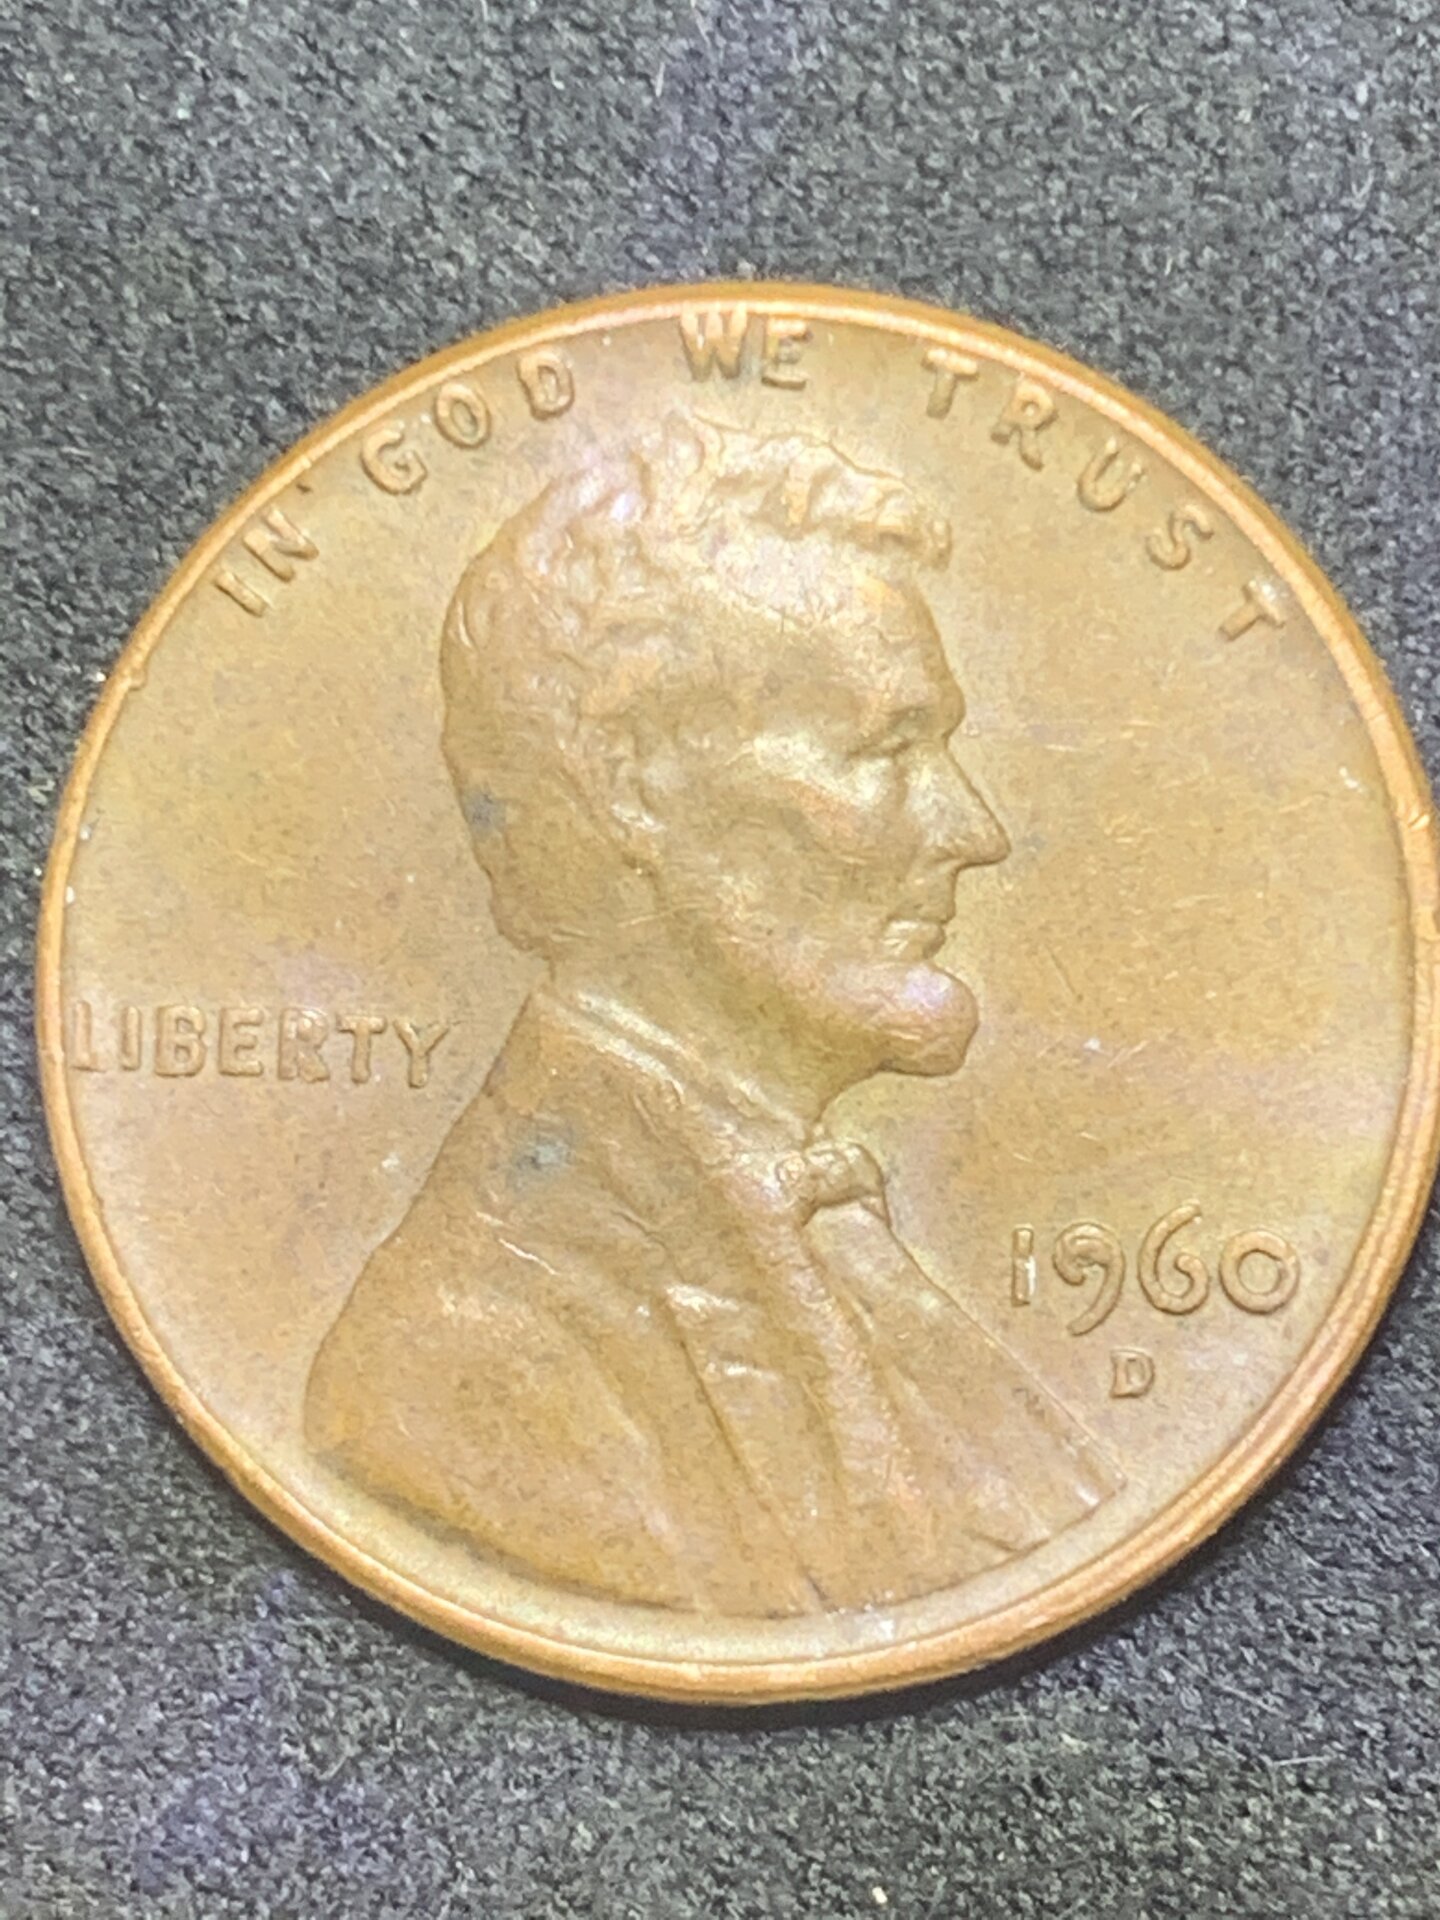 IN GOD WE TRUST
LIBERTY
1960
D